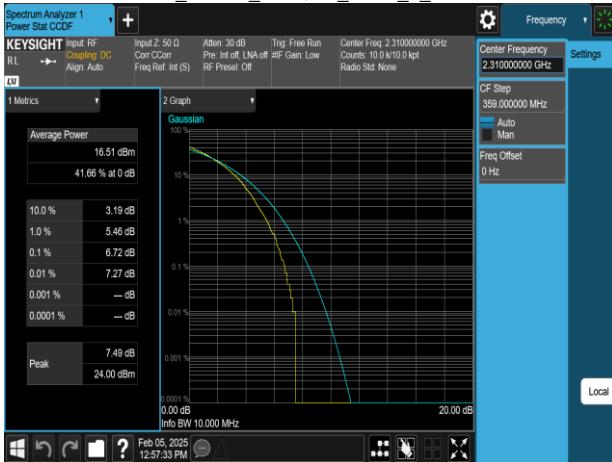 Spectrum Analyzer 1
Power Stat CCDF
+
Frequency
KEYSIGHT
RL
LXI
Input: RF
Coupling: DC
Align: Auto
Input Z: 50 Ω
Corr CCorr
Freq Ref: Int (S)
Atten: 30 dB
Pre: Int off, LNA off
RF Presel: Off
Trig: Free Run
#IF Gain: Low
Center Freq: 2.310000000 GHz
Counts: 10.0 k/10.0 kpt
Radio Std: None
Center Frequency
2.310000000 GHz
Settings
CF Step
359.000000 MHz
Auto
Man
Freq Offset
0 Hz
Local
1 Metrics
Average Power
16.51 dBm
41.66 % at 0 dB
10.0 % 3.19 dB
1.0 % 5.46 dB
0.1 % 6.72 dB
0.01 % 7.27 dB
0.001 % --- dB
0.0001 % --- dB
Peak
7.49 dB
24.00 dBm
2 Graph
Gaussian
100 %
10 %
1 %
0.1 %
0.01 %
0.001 %
0.0001 %
0.00 dB
20.00 dB
Info BW 10.000 MHz
?
Feb 05, 2025
12:57:33 PM